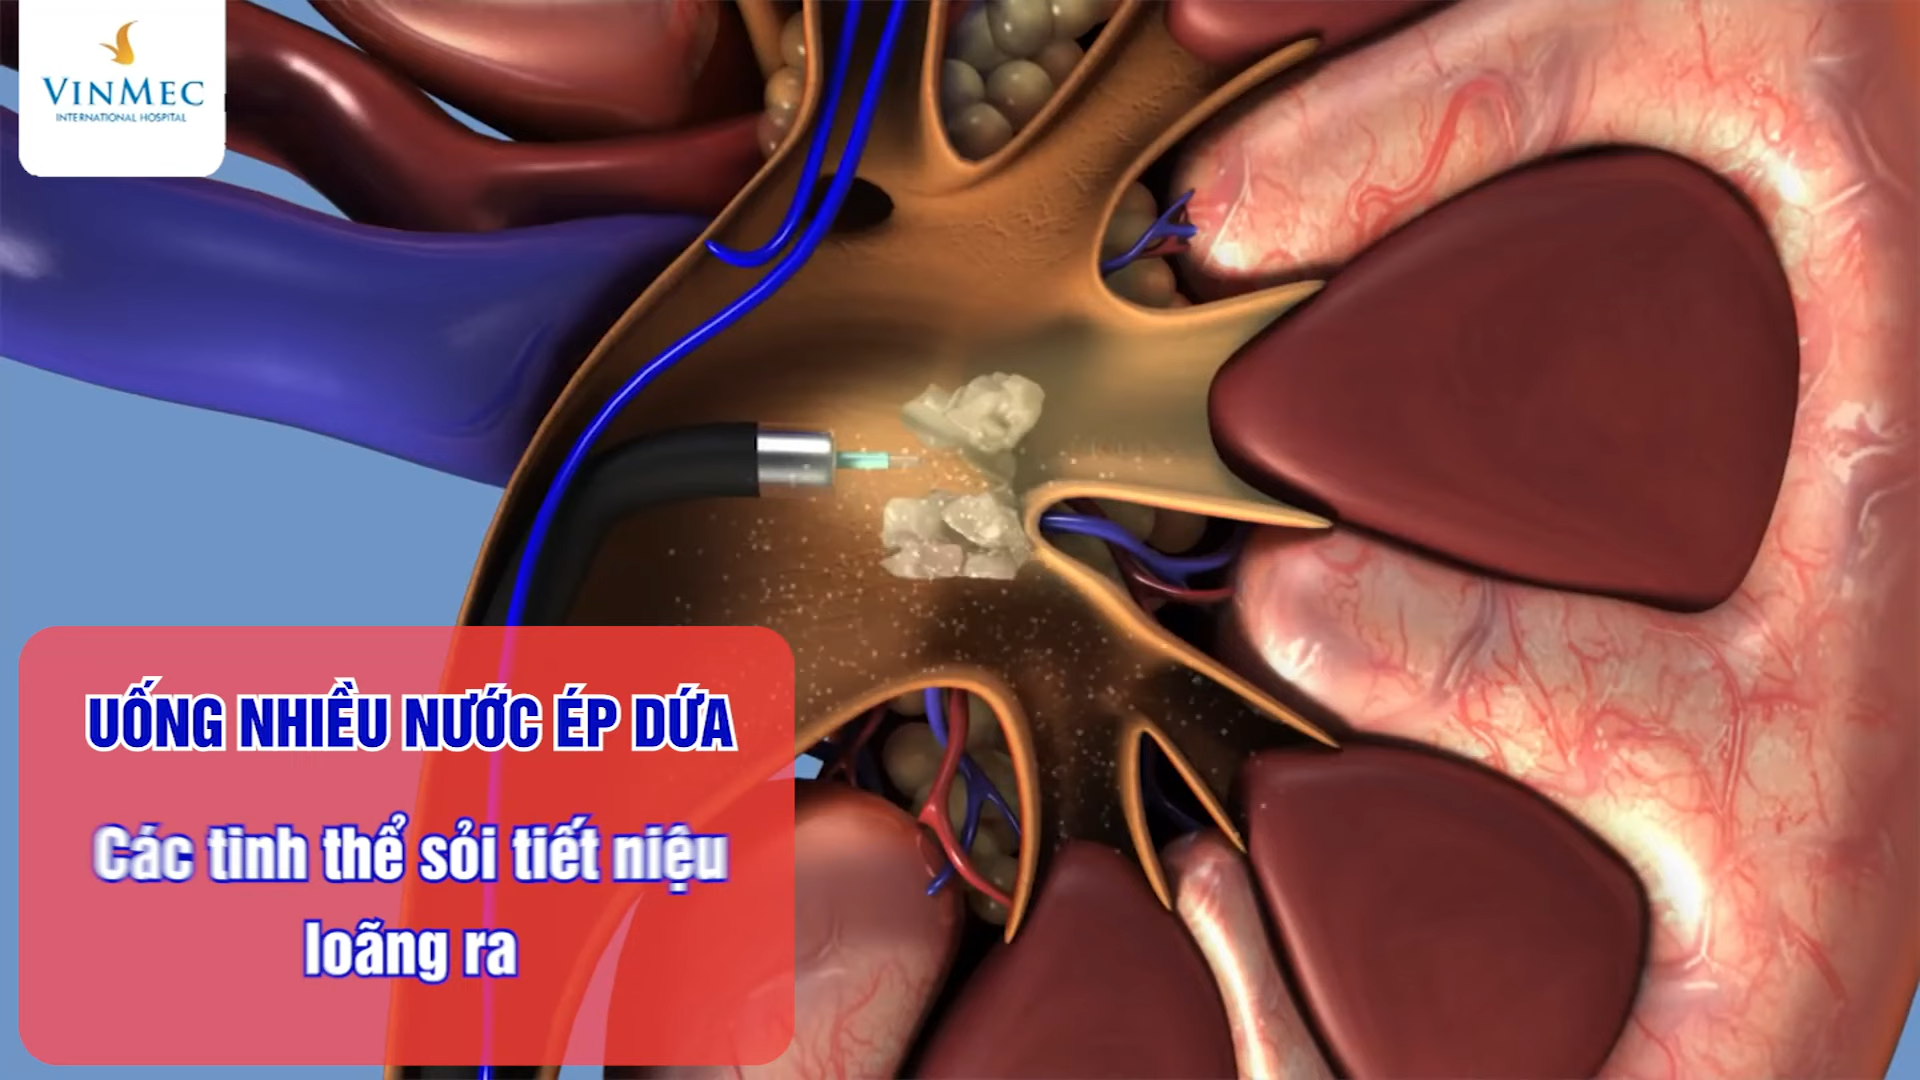 VINMEC
INTERNATIONAL HOSPITAL
UỐNG NHIỀU NƯỚC ÉP DỨA
Các tinh thể sỏi tiết niệu
loãng ra